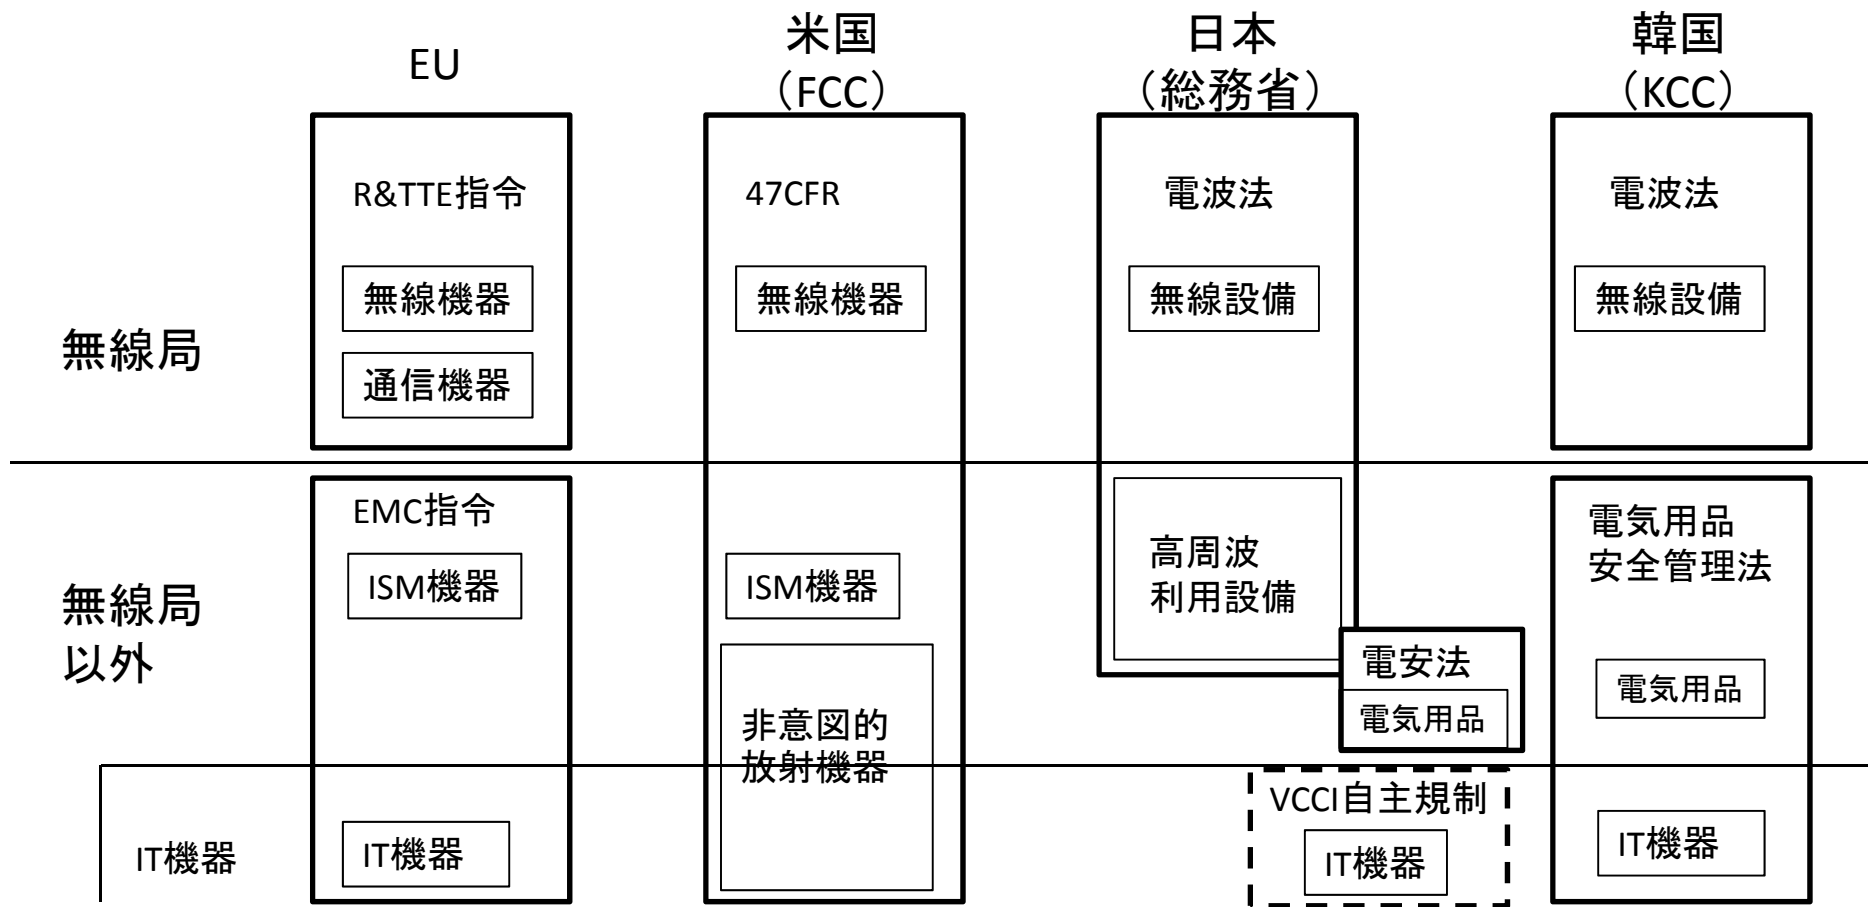 EU
米国
（FCC）
日本
（総務省）
韓国
（KCC）
無線局
R&TTE指令
無線機器
通信機器
47CFR
無線機器
電波法
無線設備
電波法
無線設備
無線局
以外
EMC指令
ISM機器
ISM機器
非意図的
放射機器
高周波
利用設備
電安法
電気用品
電気用品
安全管理法
電気用品
IT機器
IT機器
VCCI自主規制
IT機器
IT機器